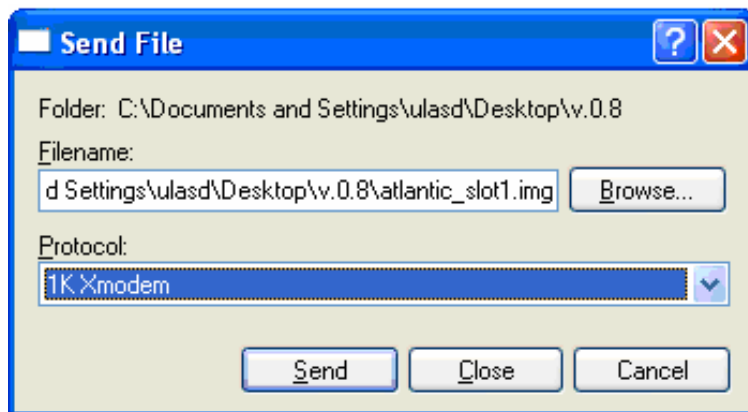 Send File
Folder: C:\Documents and Settings\ulasd\Desktop\v.0.8
Filename:
d Settings\ulasd\Desktop\v.0.8\atlantic_slot1.img
Browse...
Protocol:
1K Xmodem
Send
Close
Cancel